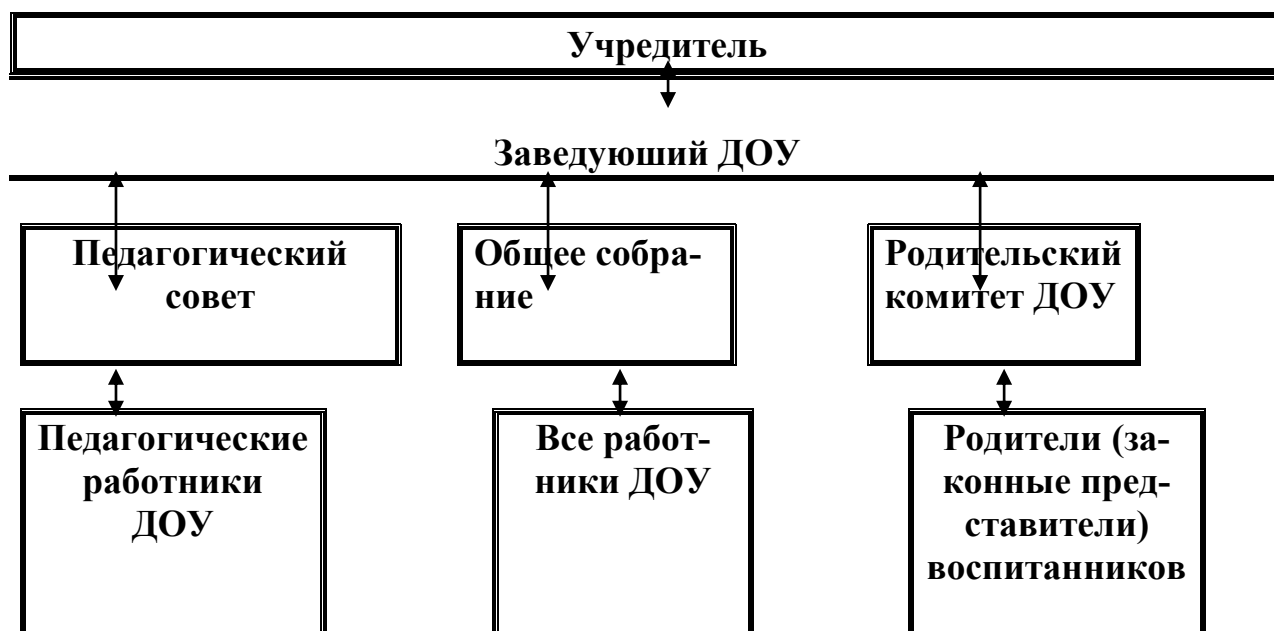 Учредитель
Заведуюший ДОУ
Педагогический
совет
Общее собра-
ние
Родительский
комитет ДОУ
Педагогические
работники
ДОУ
Все работ-
ники ДОУ
Родители (за-
конные пред-
ставители)
воспитанников